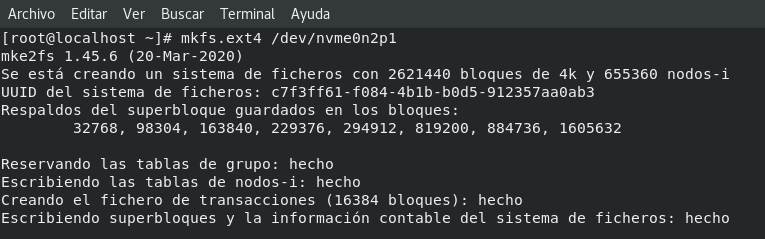 Archivo Editar Ver Buscar Terminal Ayuda
[root@localhost ~]# mkfs.ext4 /dev/nvme0n2p1
mke2fs 1.45.6 (20-Mar-2020)
Se está creando un sistema de ficheros con 2621440 bloques de 4k y 655360 nodos-i
UUID del sistema de ficheros: c7f3ff61-f084-4b1b-b0d5-912357aa0ab3
Respaldos del superbloque guardados en los bloques:
32768, 98304, 163840, 229376, 294912, 819200, 884736, 1605632
Reservando las tablas de grupo: hecho
Escribiendo las tablas de nodos-i: hecho
Creando el fichero de transacciones (16384 bloques): hecho
Escribiendo superbloques y la información contable del sistema de ficheros: hecho